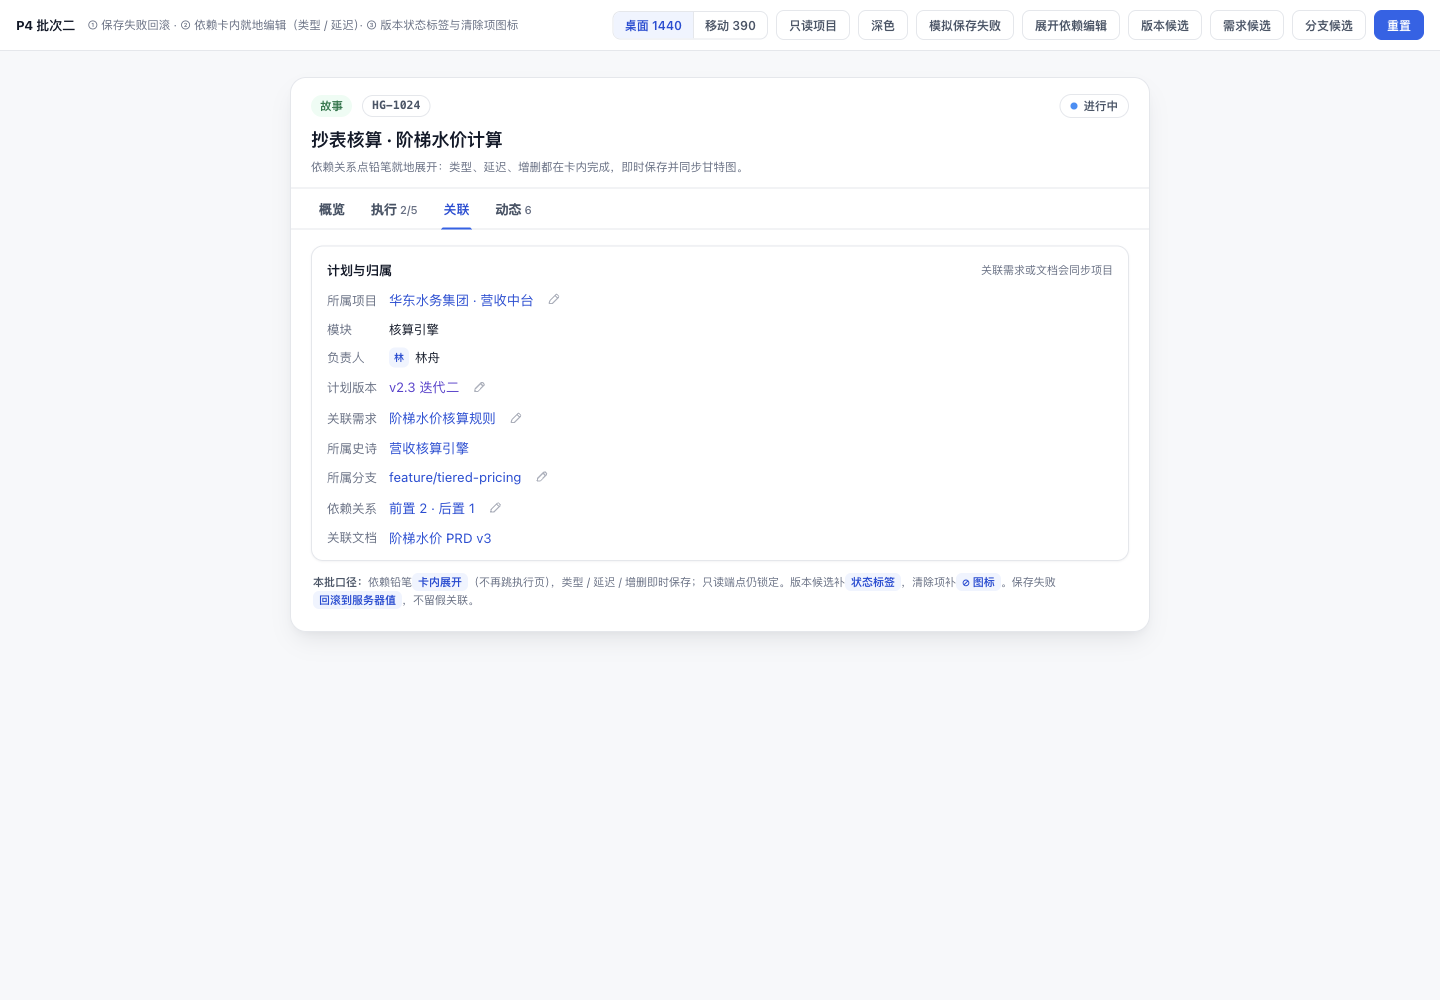 P4 批次二 ① 保存失败回滚 · ② 依赖卡内就地编辑（类型 / 延迟）· ③ 版本状态标签与清除项图标 桌面 1440 移动 390 只读项目 深色 模拟保存失败 展开依赖编辑 版本候选 需求候选 分支候选 重置
故事 HG-1024 进行中
抄表核算 · 阶梯水价计算
依赖关系点铅笔就地展开：类型、延迟、增删都在卡内完成，即时保存并同步甘特图。
概览 执行 2/5 关联 动态 6
计划与归属 关联需求或文档会同步项目
所属项目 华东水务集团 · 营收中台
模块 核算引擎
负责人 林 林舟
计划版本 v2.3 迭代二
关联需求 阶梯水价核算规则
所属史诗 营收核算引擎
所属分支 feature/tiered-pricing
依赖关系 前置 2 · 后置 1
关联文档 阶梯水价 PRD v3
本批口径：依赖铅笔 卡内展开（不再跳执行页），类型 / 延迟 / 增删即时保存；只读端点仍锁定。版本候选补 状态标签，清除项补 ⊘ 图标。保存失败
回滚到服务器值，不留假关联。